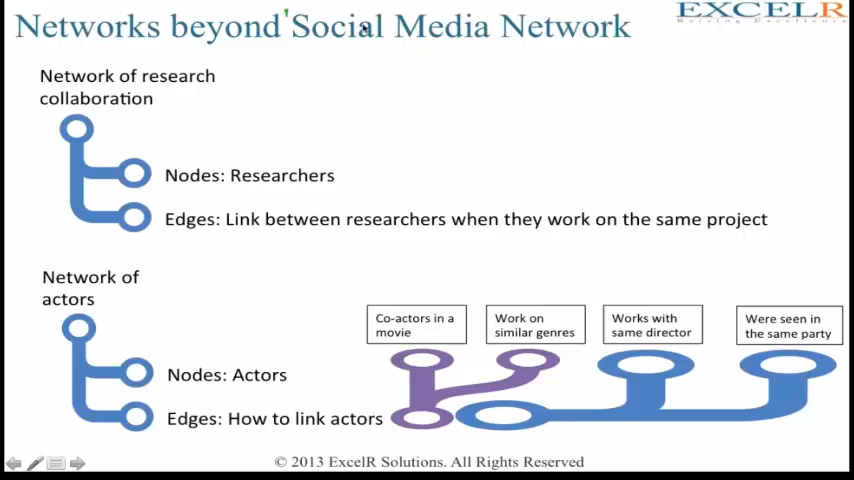 Networks beyond Social Media Network
EXCELR
Raising Excellence
Network of research
collaboration
Nodes: Researchers
Edges: Link between researchers when they work on the same project
Network of
actors
Co-actors in a
movie
Work on
similar genres
Works with
same director
Were seen in
the same party
Nodes: Actors
Edges: How to link actors
© 2013 ExcelR Solutions. All Rights Reserved